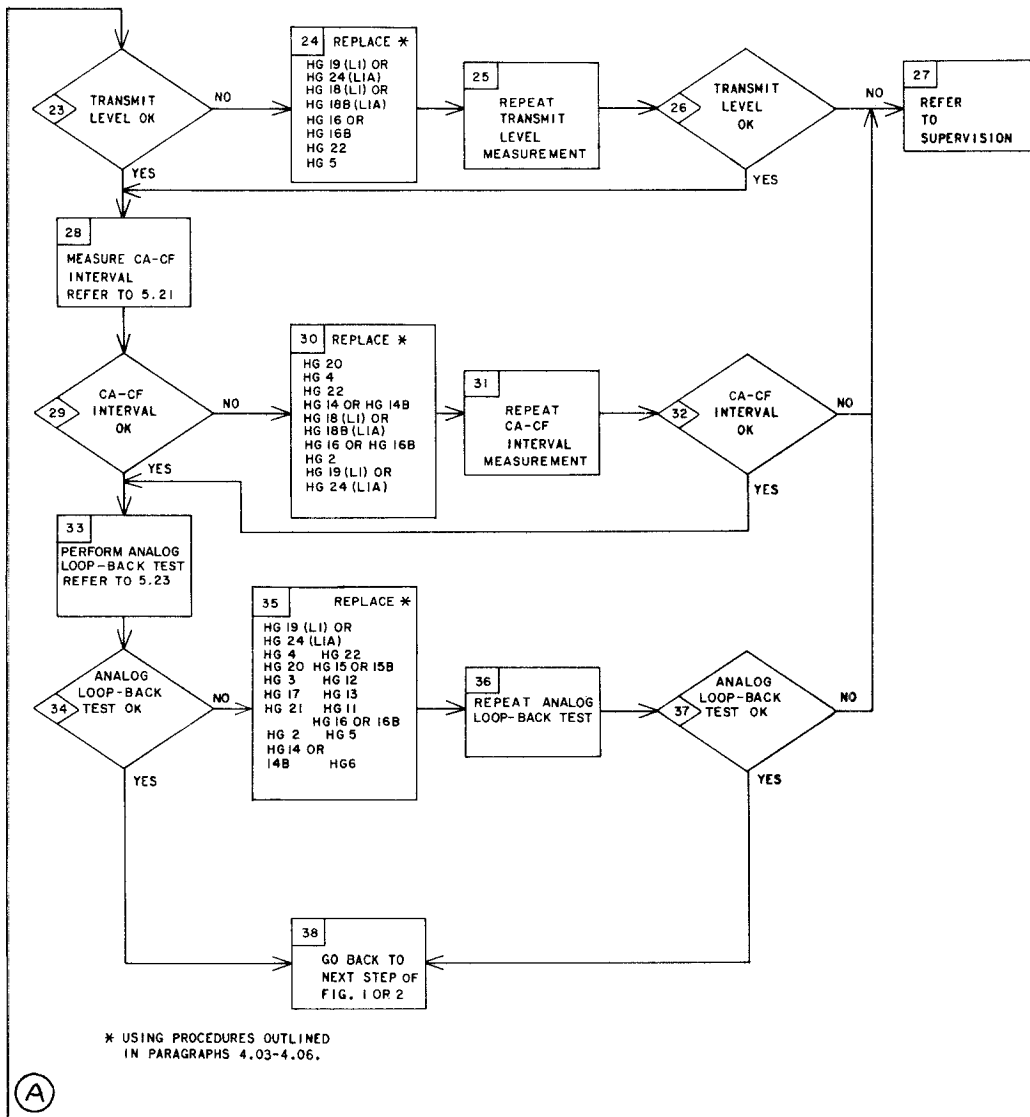 23
TRANSMIT
LEVEL OK
NO
YES
24 REPLACE *
HG 19 (L1) OR
HG 24 (L1A)
HG 18 (L1) OR
HG 18B (L1A)
HG 16 OR
HG 16B
HG 22
HG 5
25
REPEAT
TRANSMIT
LEVEL
MEASUREMENT
26
TRANSMIT
LEVEL
OK
NO
YES
27
REFER
TO
SUPERVISION
28
MEASURE CA-CF
INTERVAL
REFER TO 5.21
29
CA-CF
INTERVAL
OK
NO
YES
30 REPLACE *
HG 20
HG 4
HG 22
HG 14 OR HG 14B
HG 18 (L1) OR
HG 18B (L1A)
HG 16 OR HG 16B
HG 2
HG 19 (L1) OR
HG 24 (L1A)
31
REPEAT
CA-CF
INTERVAL
MEASUREMENT
32
CA-CF
INTERVAL
OK
NO
YES
33
PERFORM ANALOG
LOOP-BACK TEST
REFER TO 5.23
34
ANALOG
LOOP-BACK
TEST OK
NO
YES
35 REPLACE *
HG 19 (L1) OR
HG 24 (L1A)
HG 4 HG 22
HG 20 HG 15 OR 15B
HG 3 HG 12
HG 17 HG 13
HG 21 HG 11
HG 16 OR 16B
HG 2 HG 5
HG 14 OR
14B HG6
36
REPEAT ANALOG
LOOP-BACK TEST
37
ANALOG
LOOP-BACK
TEST OK
NO
YES
38
GO BACK TO
NEXT STEP OF
FIG. 1 OR 2
* USING PROCEDURES OUTLINED
IN PARAGRAPHS 4.03-4.06.
A